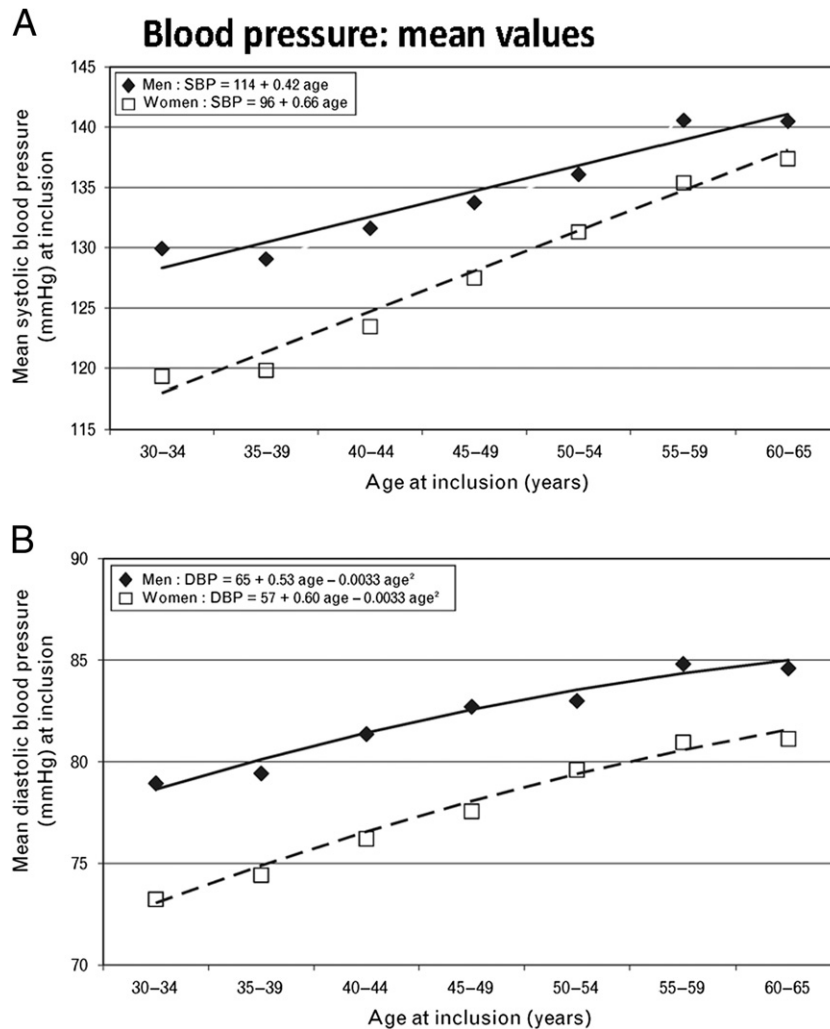 A
Blood pressure: mean values
Mean systolic blood pressure
(mmHg) at inclusion
145
140
135
130
125
120
115
Men : SBP = 114 + 0.42 age
Women : SBP = 96 + 0.66 age
30–34 35–39 40–44 45–49 50–54 55–59 60–65
Age at inclusion (years)
B
Mean diastolic blood pressure
(mmHg) at inclusion
90
85
80
75
70
Men : DBP = 65 + 0.53 age – 0.0033 age²
Women : DBP = 57 + 0.60 age – 0.0033 age²
30–34 35–39 40–44 45–49 50–54 55–59 60–65
Age at inclusion (years)